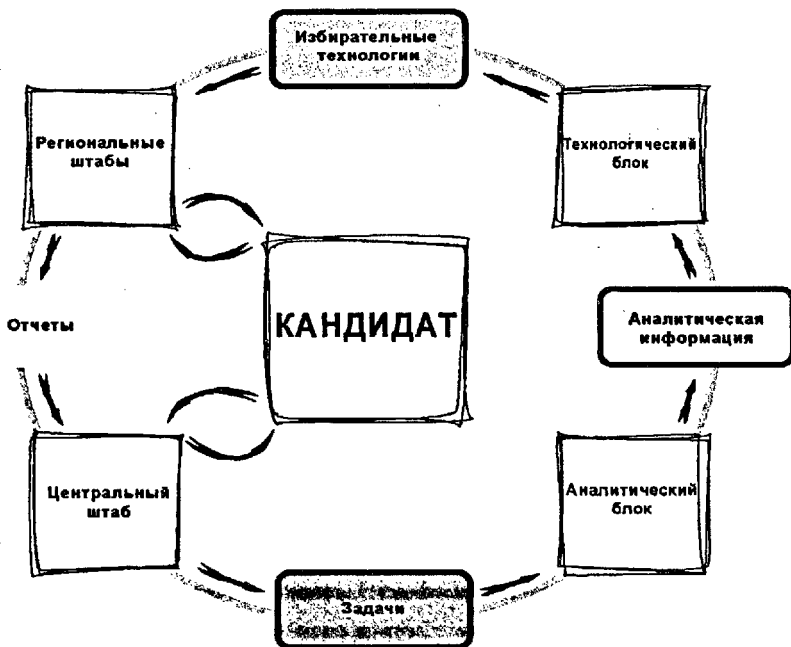 Избирательные
технологии
Региональные
штабы
Технологический
блок
Отчеты
КАНДИДАТ
Аналитическая
информация
Центральный
штаб
Аналитический
блок
Задачи